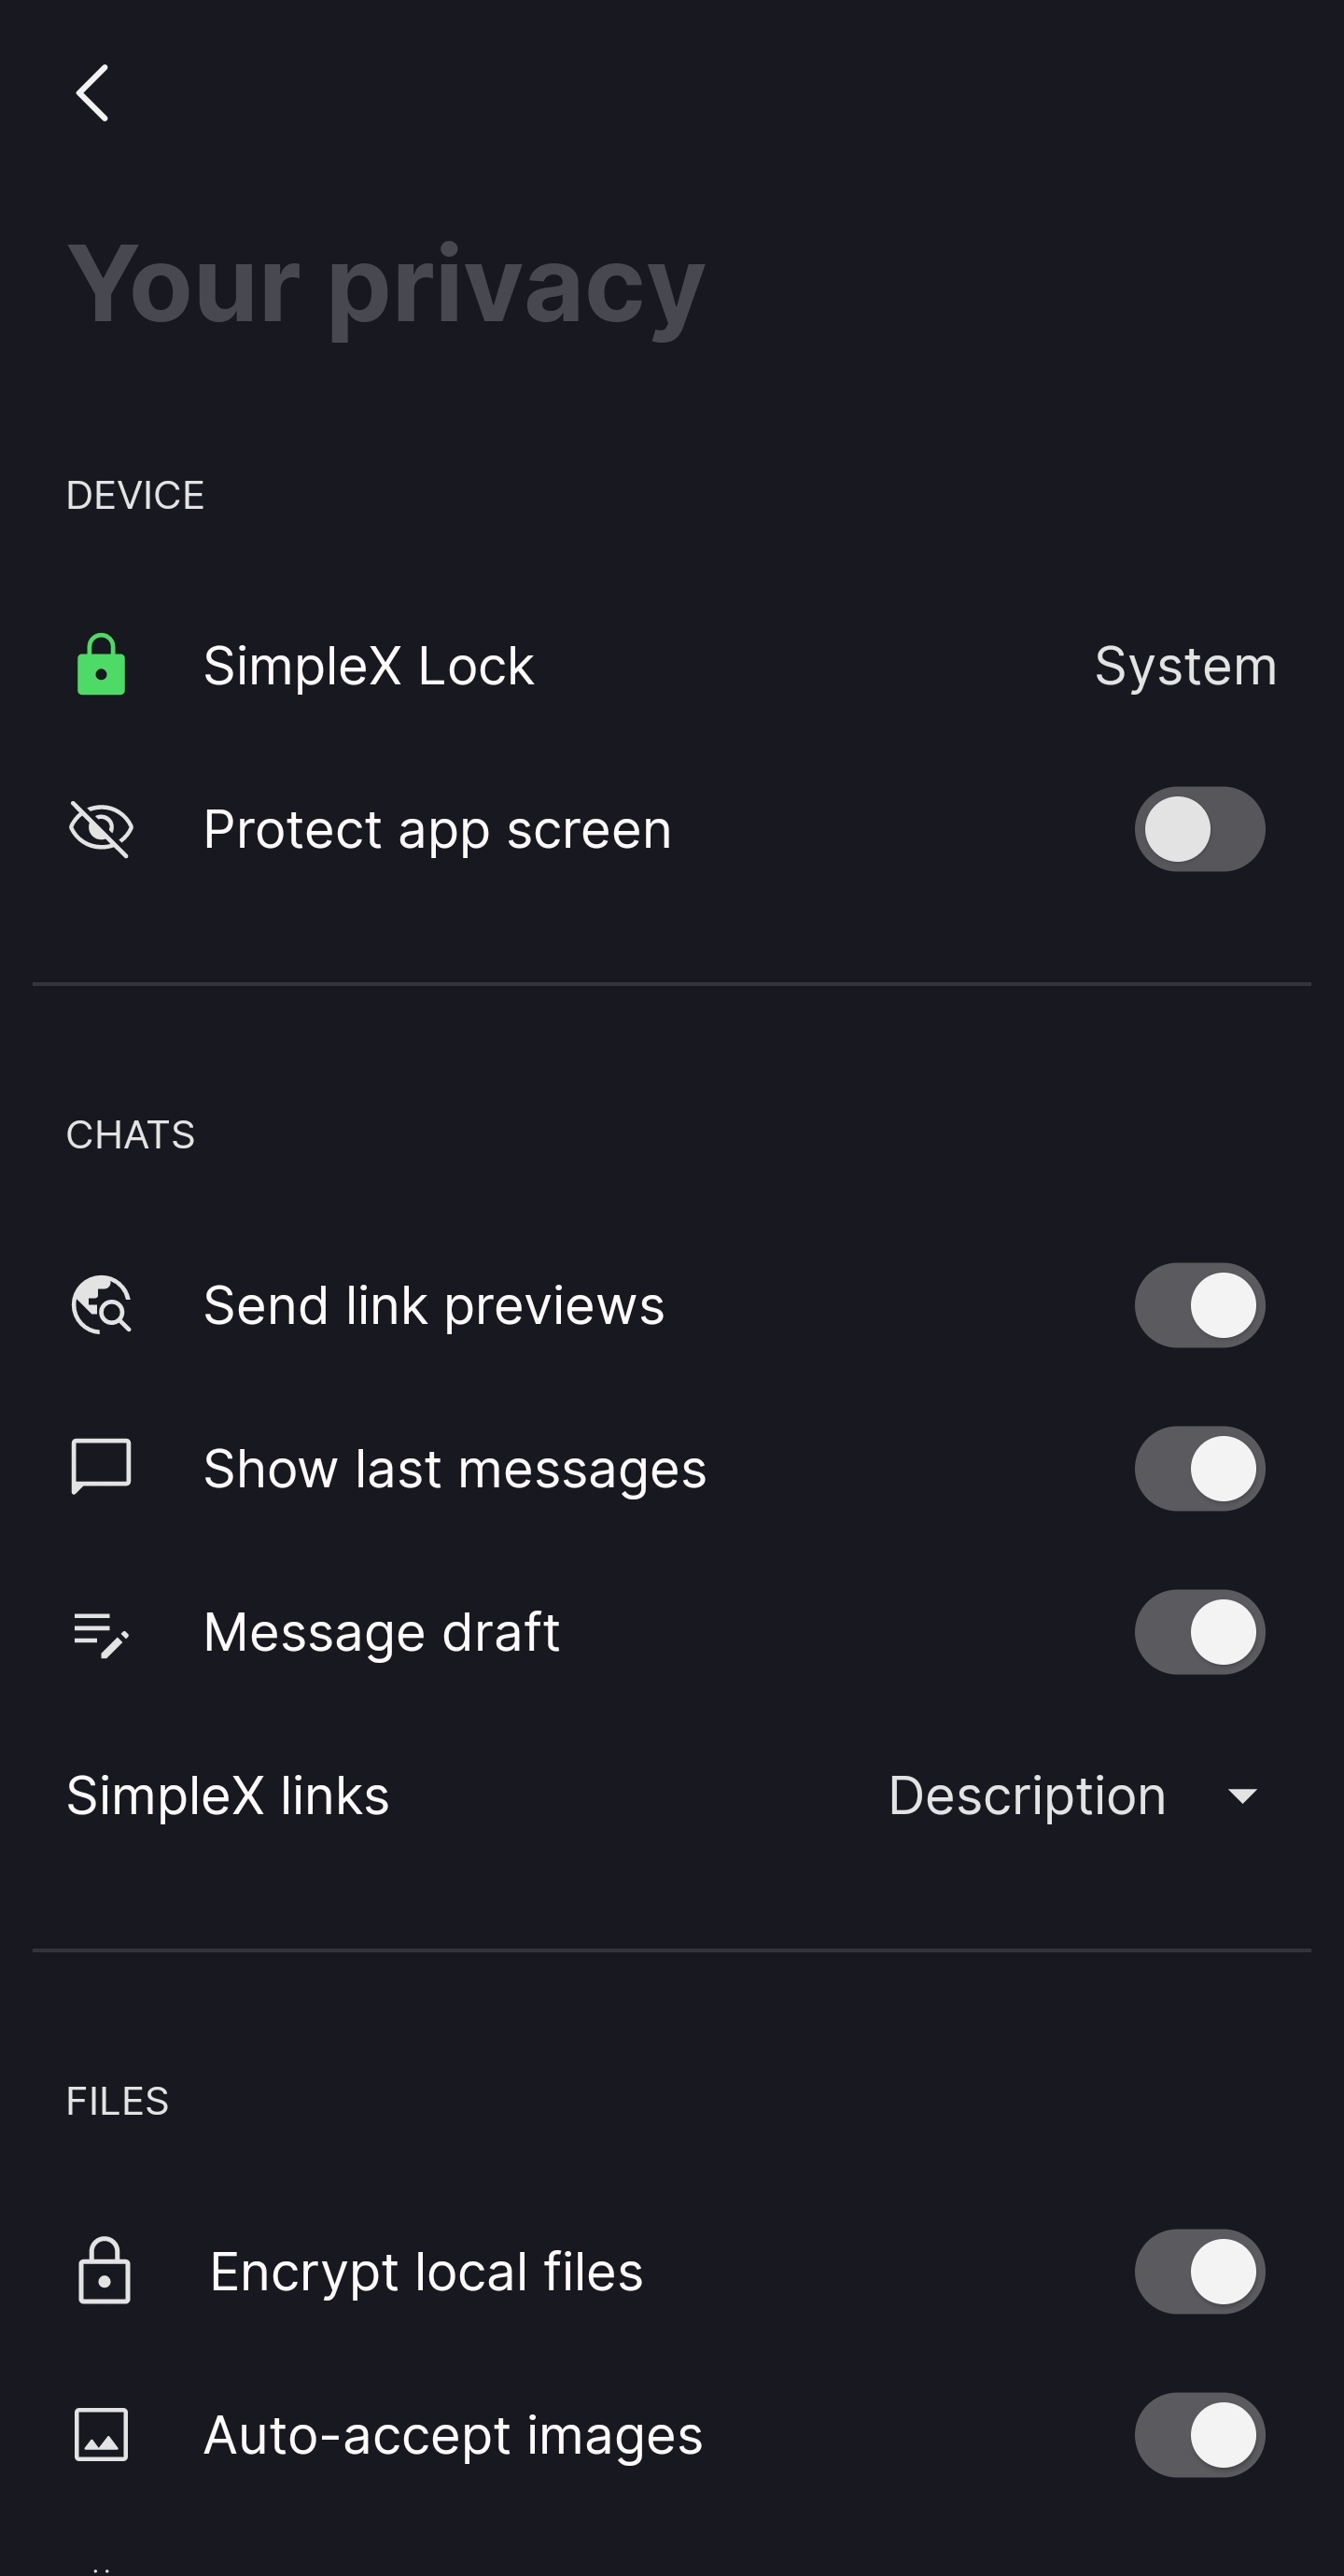 Your privacy
DEVICE
SimpleX Lock System
Protect app screen
CHATS
Send link previews
Show last messages
Message draft
SimpleX links Description
FILES
Encrypt local files
Auto-accept images